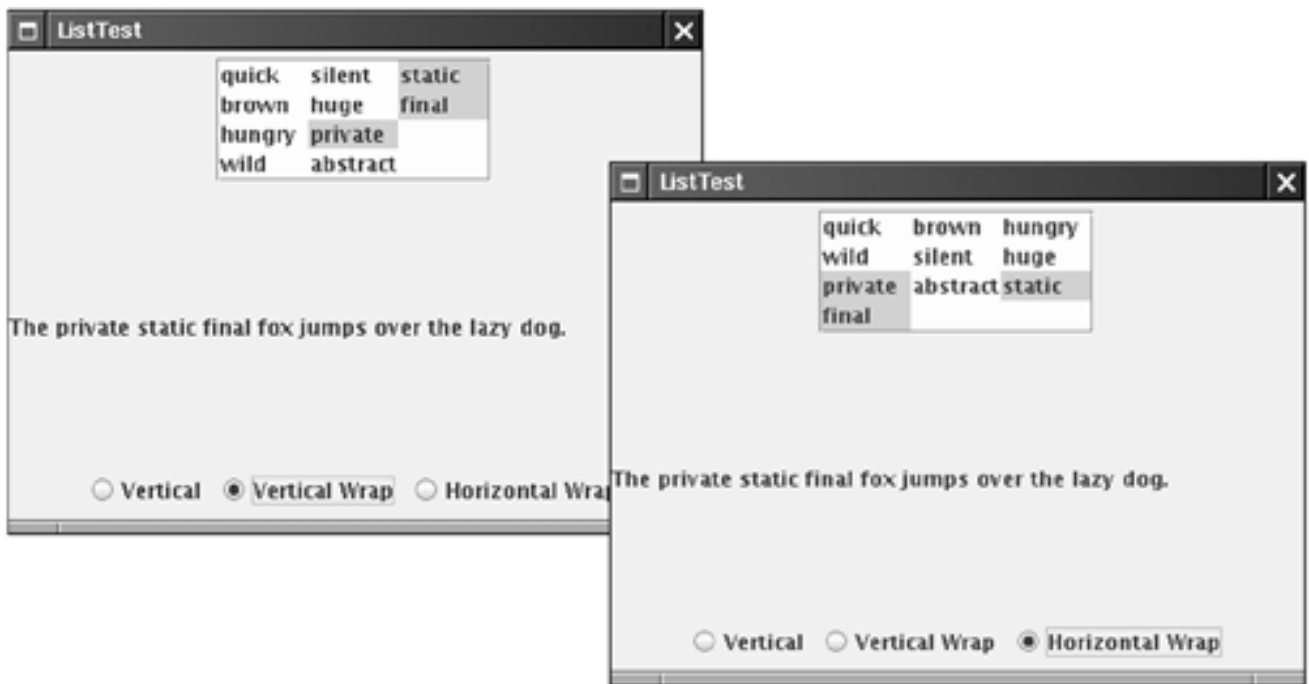 ListTest
quick silent static
brown huge final
hungry private
wild abstract
The private static final fox jumps over the lazy dog.
Vertical Vertical Wrap Horizontal Wrap
ListTest
quick brown hungry
wild silent huge
private abstract static
final
The private static final fox jumps over the lazy dog.
Vertical Vertical Wrap Horizontal Wrap